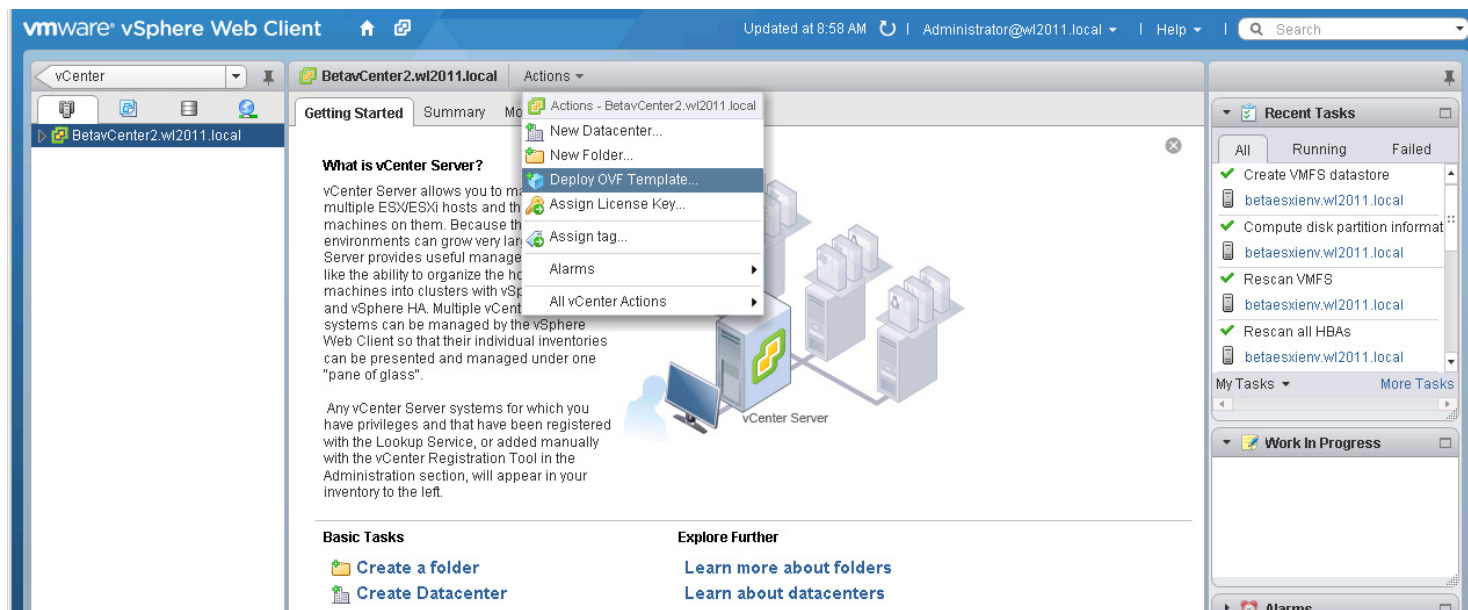 vmware® vSphere Web Client
Updated at 8:58 AM
Administrator@wl2011.local
Help
Search
vCenter
BetavCenter2.wl2011.local
BetavCenter2.wl2011.local
Actions
Getting Started
Summary
Mo
Actions - BetavCenter2.wl2011.local
New Datacenter...
New Folder...
Deploy OVF Template...
Assign License Key...
Assign tag...
Alarms
All vCenter Actions
What is vCenter Server?
vCenter Server allows you to ma
multiple ESX/ESXi hosts and th
machines on them. Because th
environments can grow very lar
Server provides useful manage
like the ability to organize the ho
machines into clusters with vSp
and vSphere HA. Multiple vCent
systems can be managed by the vSphere
Web Client so that their individual inventories
can be presented and managed under one
"pane of glass".
Any vCenter Server systems for which you
have privileges and that have been registered
with the Lookup Service, or added manually
with the vCenter Registration Tool in the
Administration section, will appear in your
inventory to the left.
vCenter Server
Basic Tasks
Create a folder
Create Datacenter
Explore Further
Learn more about folders
Learn about datacenters
Recent Tasks
All
Running
Failed
Create VMFS datastore
betaesxienv.wl2011.local
Compute disk partition informat
betaesxienv.wl2011.local
Rescan VMFS
betaesxienv.wl2011.local
Rescan all HBAs
betaesxienv.wl2011.local
My Tasks
More Tasks
Work In Progress
Alarms